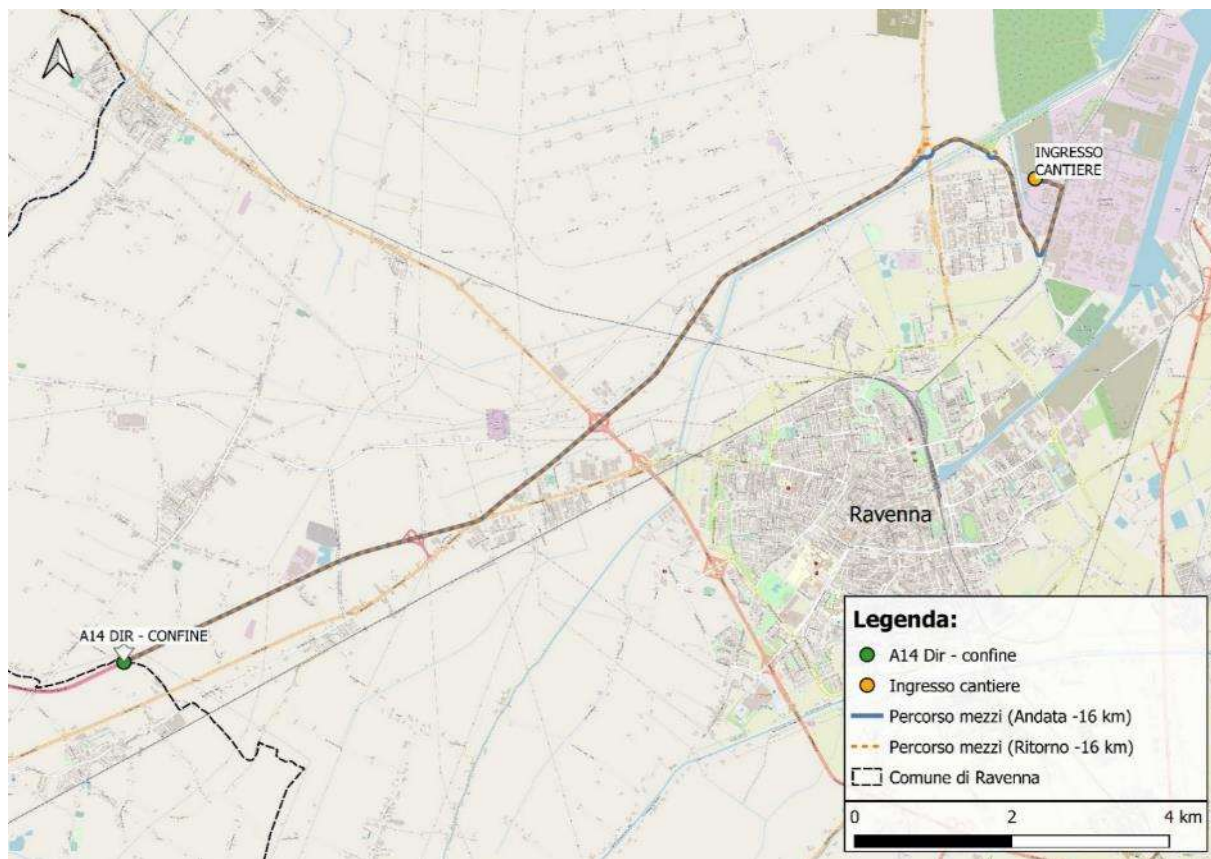 INGRESSO
CANTIERE
Ravenna
A14 DIR - CONFINE
Legenda:
A14 Dir - confine
Ingresso cantiere
Percorso mezzi (Andata -16 km)
Percorso mezzi (Ritorno -16 km)
Comune di Ravenna
0 2 4 km